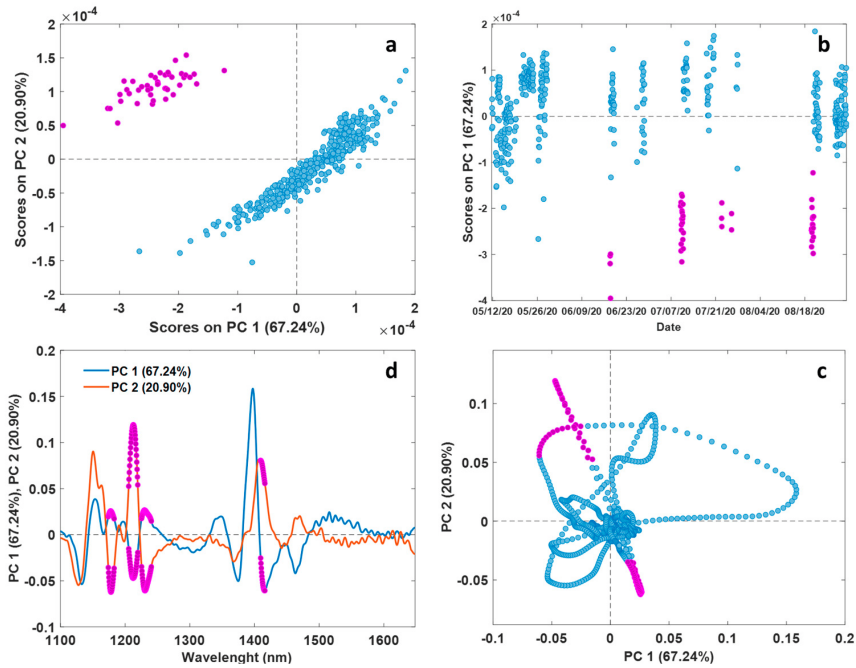 ×10⁻⁴
a
Scores on PC 2 (20.90%)
2
1.5
1
0.5
0
-0.5
-1
-1.5
-2
-4 -3 -2 -1 0 1 2
Scores on PC 1 (67.24%)
×10⁻⁴
×10⁻⁴
b
Scores on PC 1 (67.24%)
2
1
0
-1
-2
-3
-4
05/12/20 05/26/20 06/09/20 06/23/20 07/07/20 07/21/20 08/04/20 08/18/20
Date
d
PC 1 (67.24%)
PC 2 (20.90%)
PC 1 (67.24%), PC 2 (20.90%)
0.2
0.15
0.1
0.05
0
-0.05
-0.1
1100 1200 1300 1400 1500 1600
Wavelenght (nm)
c
PC 2 (20.90%)
0.1
0.05
0
-0.05
-0.1 -0.05 0 0.05 0.1 0.15 0.2
PC 1 (67.24%)